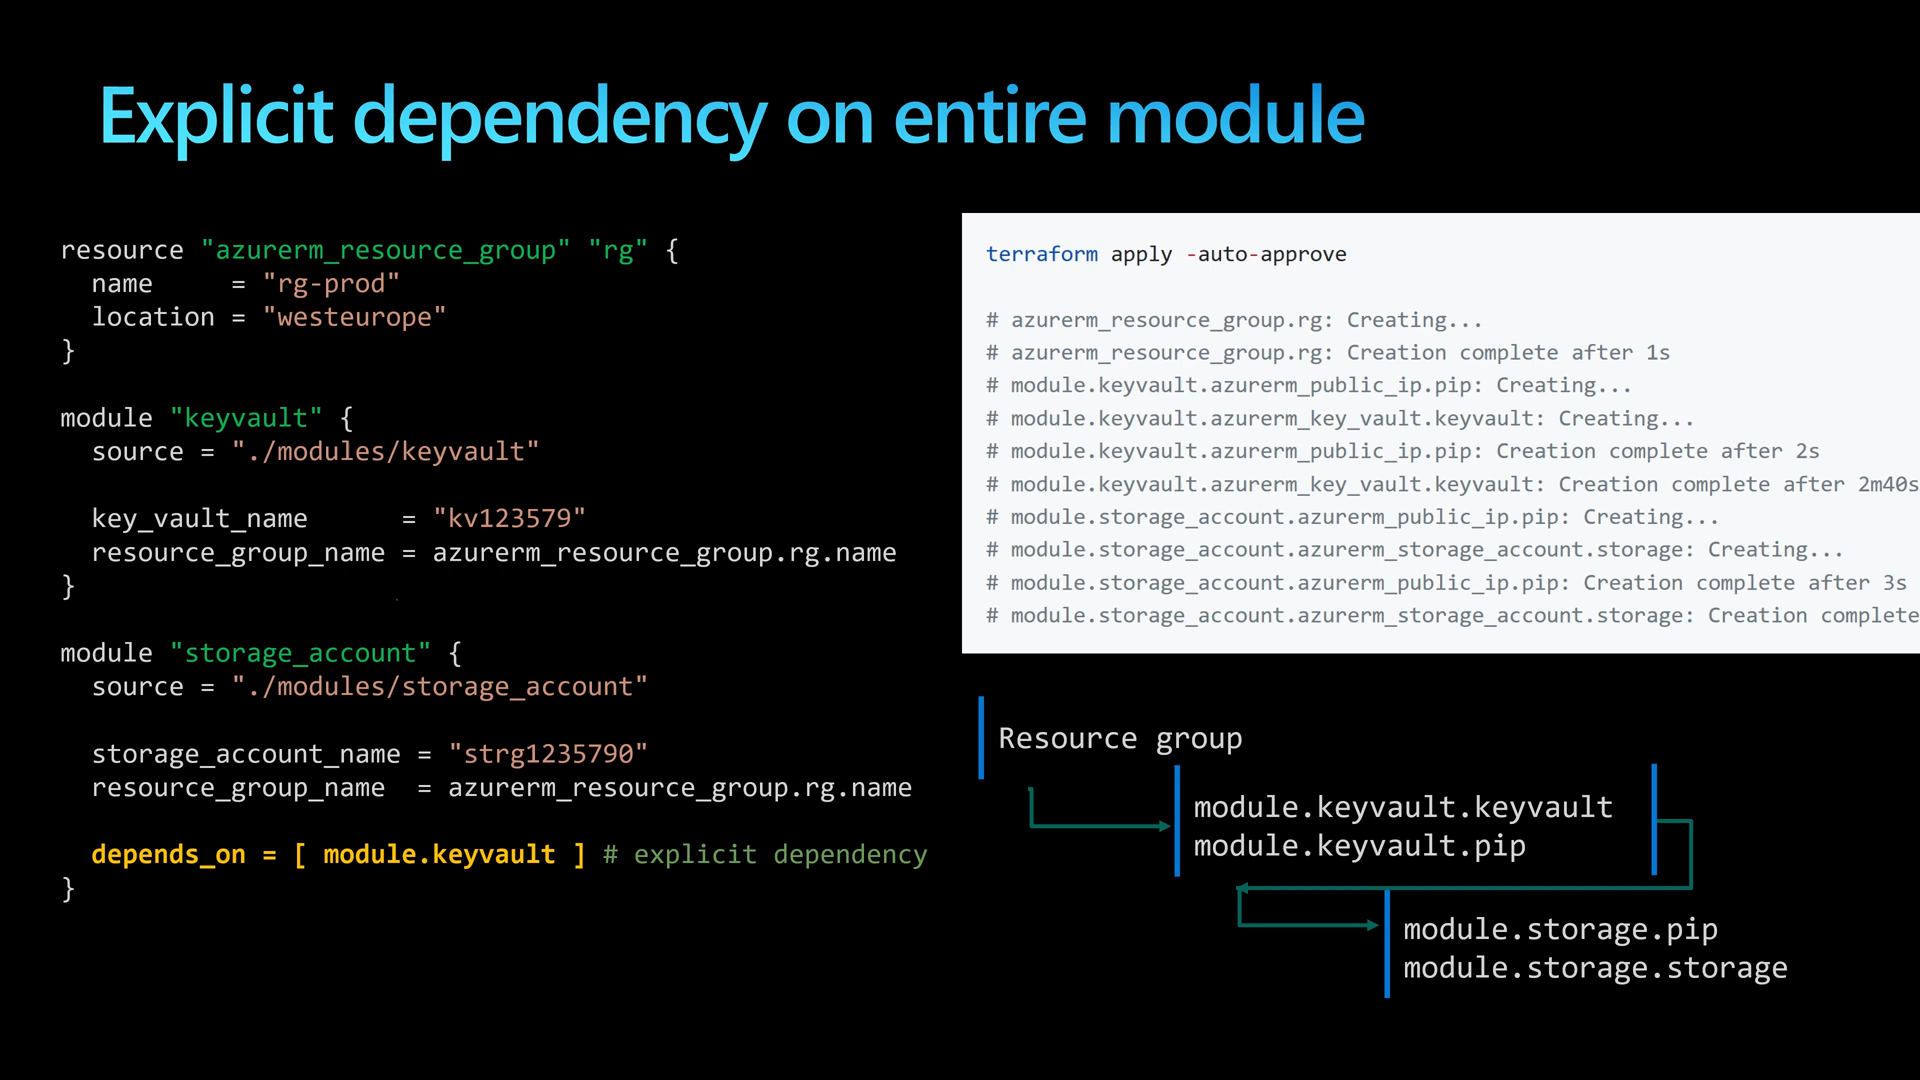 Explicit dependency on entire module
resource "azurerm_resource_group" "rg" {
  name     = "rg-prod"
  location = "westeurope"
}
module "keyvault" {
  source = "./modules/keyvault"
  key_vault_name      = "kv123579"
  resource_group_name = azurerm_resource_group.rg.name
}
module "storage_account" {
  source = "./modules/storage_account"
  storage_account_name = "strg1235790"
  resource_group_name  = azurerm_resource_group.rg.name
  depends_on = [ module.keyvault ] # explicit dependency
}
terraform apply -auto-approve
# azurerm_resource_group.rg: Creating...
# azurerm_resource_group.rg: Creation complete after 1s
# module.keyvault.azurerm_public_ip.pip: Creating...
# module.keyvault.azurerm_key_vault.keyvault: Creating...
# module.keyvault.azurerm_public_ip.pip: Creation complete after 2s
# module.keyvault.azurerm_key_vault.keyvault: Creation complete after 2m40s
# module.storage_account.azurerm_public_ip.pip: Creating...
# module.storage_account.azurerm_storage_account.storage: Creating...
# module.storage_account.azurerm_public_ip.pip: Creation complete after 3s
# module.storage_account.azurerm_storage_account.storage: Creation complete
Resource group
module.keyvault.keyvault
module.keyvault.pip
module.storage.pip
module.storage.storage